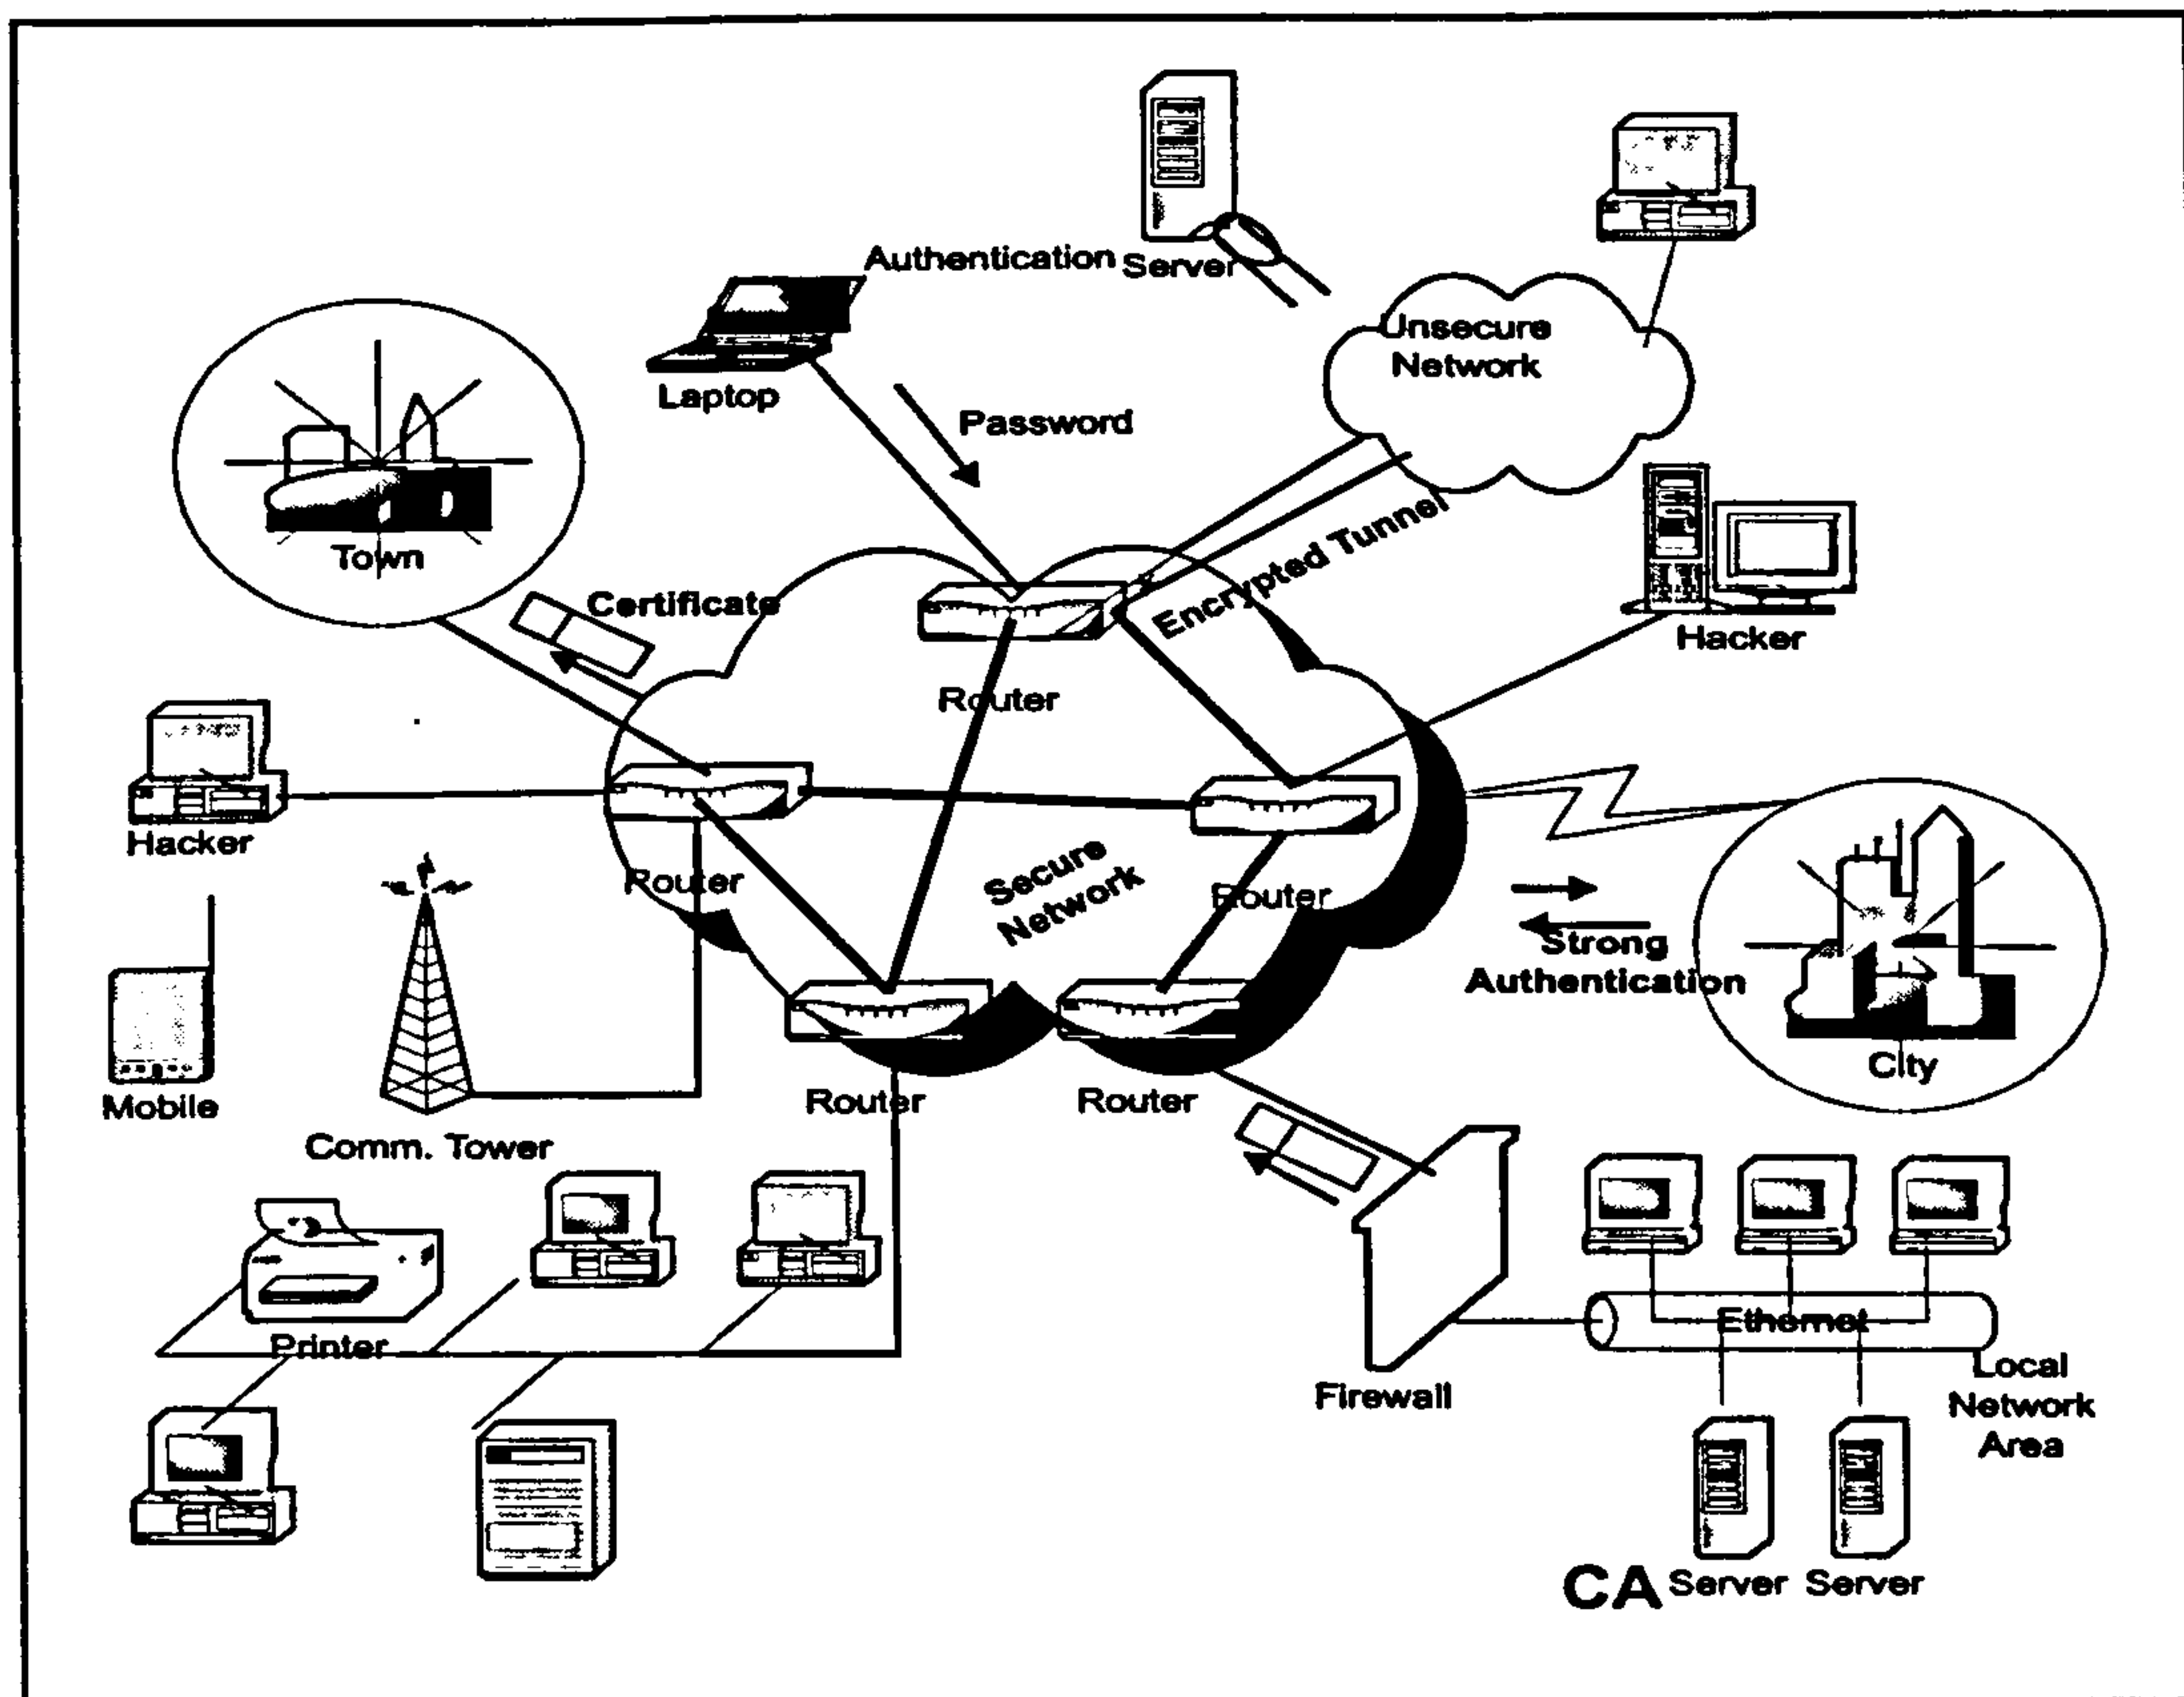 Authentication Server
Unsecure
Network
Laptop
Password
Encrypted Tunnel
Town
Certificate
Hacker
Router
Hacker
Router
Secure
Network
Router
Strong
Authentication
City
Mobile
Router
Router
Comm. Tower
Printer
Ethernet
Firewall
Local
Network
Area
CA Server Server